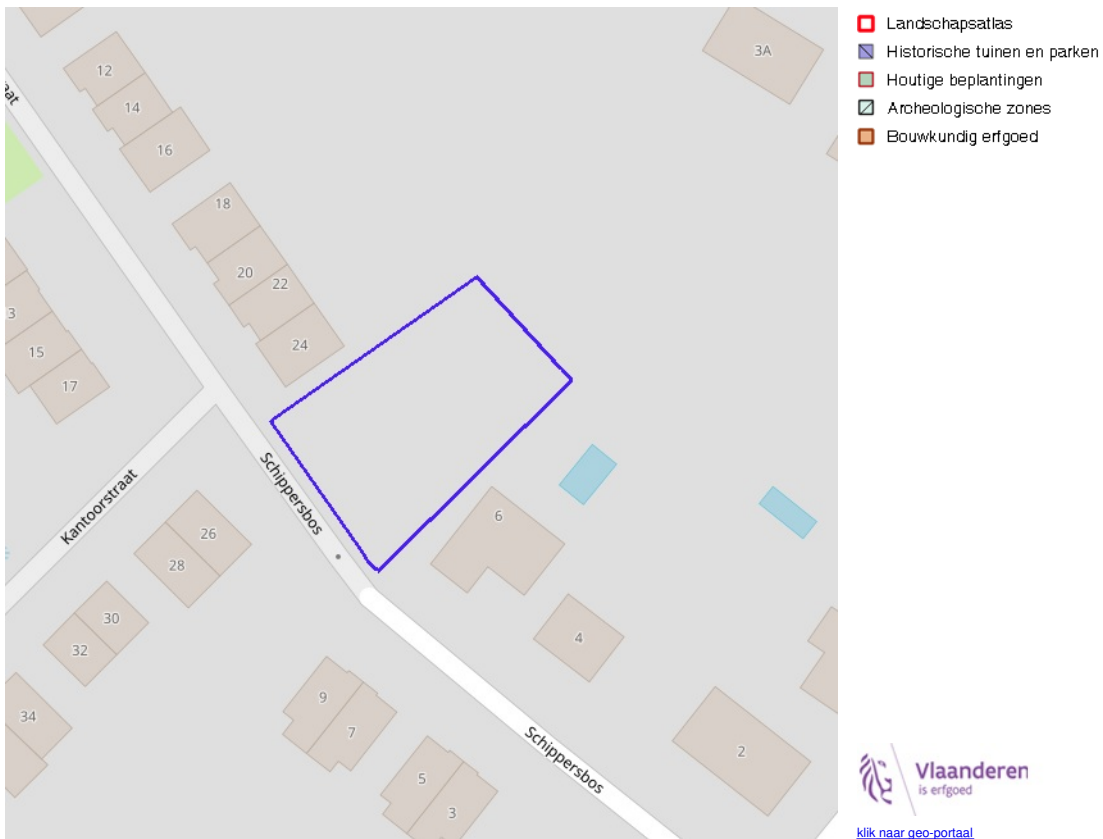 Landschapsatlas
Historische tuinen en parken
Houtige beplantingen
Archeologische zones
Bouwkundig erfgoed
3A
12
14
16
aat
18
20
22
24
3
15
17
Schippersbos
Kantoorstraat
6
26
28
4
30
32
9
7
34
5
3
Schippersbos
2
Vlaanderen
is erfgoed
klik naar geo-portaal